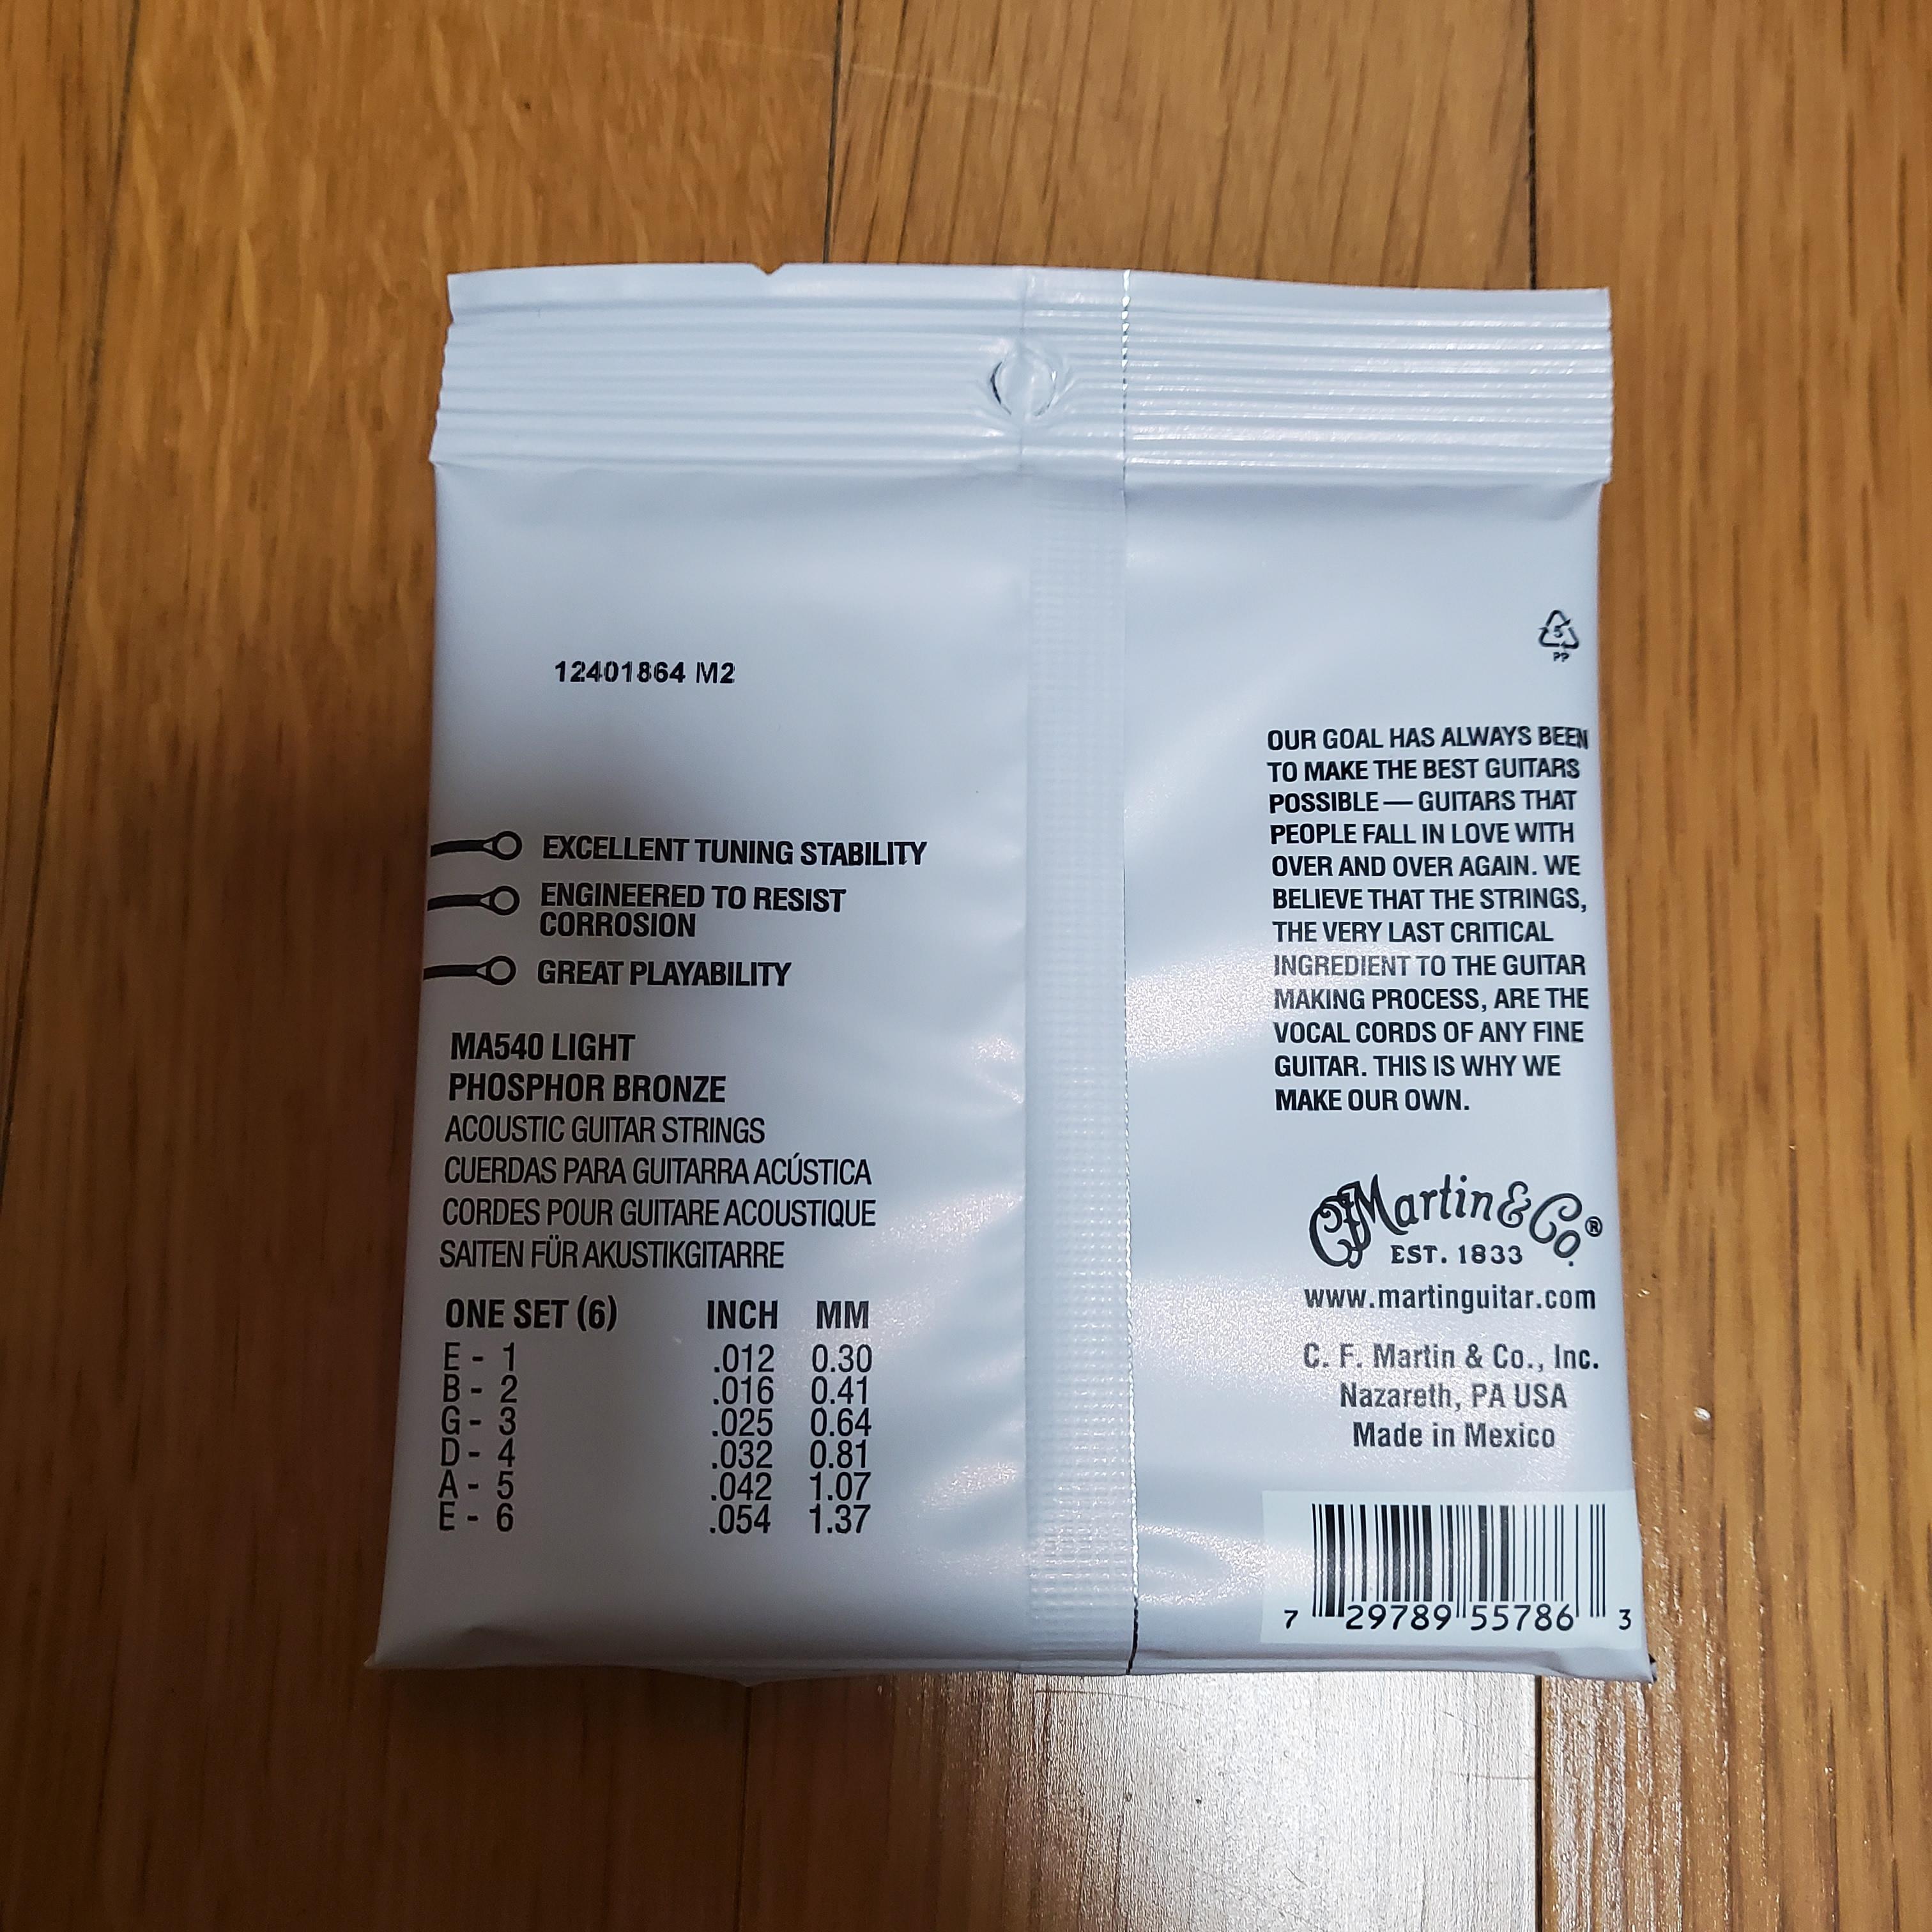 12401864 M2
EXCELLENT TUNING STABILITY
ENGINEERED TO RESIST
CORROSION
GREAT PLAYABILITY
MA540 LIGHT
PHOSPHOR BRONZE
ACOUSTIC GUITAR STRINGS
CUERDAS PARA GUITARRA ACÚSTICA
CORDES POUR GUITARE ACOUSTIQUE
SAITEN FÜR AKUSTIKGITARRE
ONE SET (6) INCH MM
E - 1 .012 0.30
B - 2 .016 0.41
G - 3 .025 0.64
D - 4 .032 0.81
A - 5 .042 1.07
E - 6 .054 1.37
5
PP
OUR GOAL HAS ALWAYS BEEN
TO MAKE THE BEST GUITARS
POSSIBLE — GUITARS THAT
PEOPLE FALL IN LOVE WITH
OVER AND OVER AGAIN. WE
BELIEVE THAT THE STRINGS,
THE VERY LAST CRITICAL
INGREDIENT TO THE GUITAR
MAKING PROCESS, ARE THE
VOCAL CORDS OF ANY FINE
GUITAR. THIS IS WHY WE
MAKE OUR OWN.
CF Martin & Co.®
EST. 1833
www.martinguitar.com
C. F. Martin & Co., Inc.
Nazareth, PA USA
Made in Mexico
7 29789 55786 3